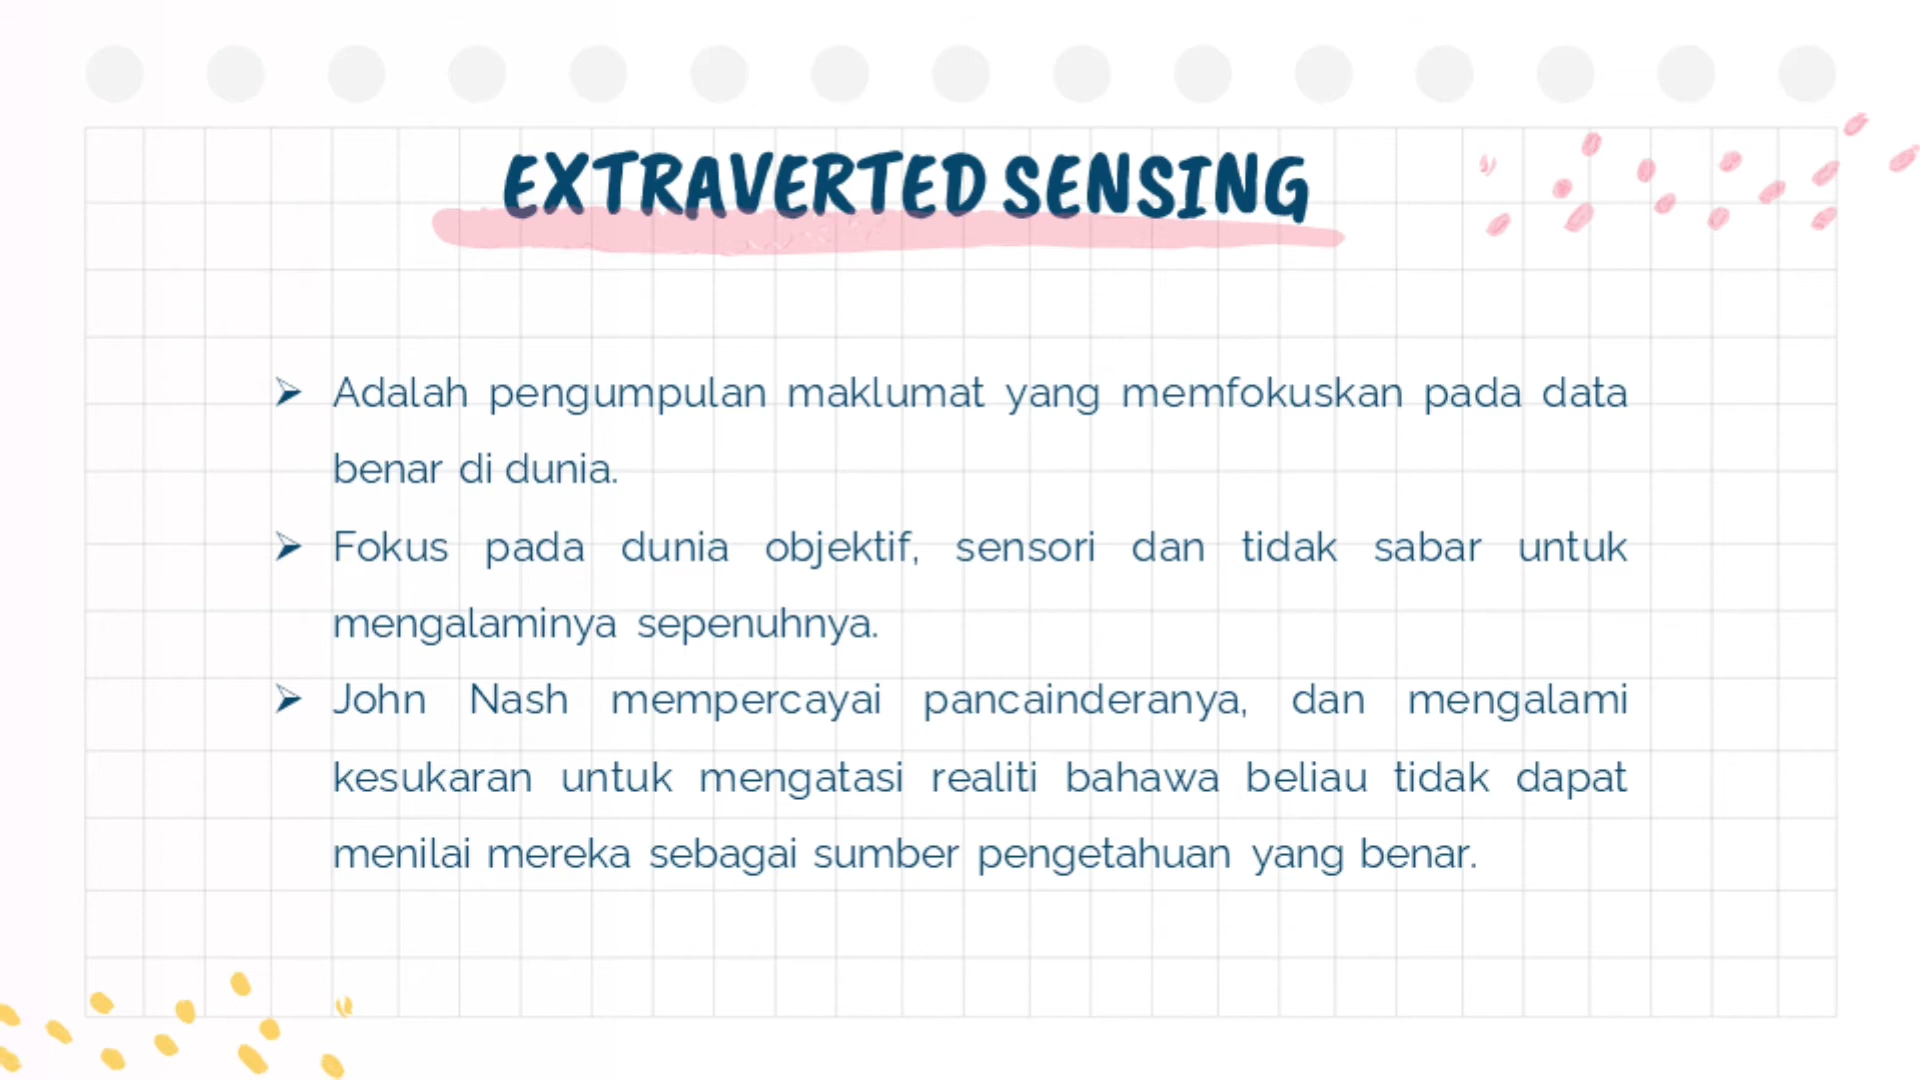 EXTRAVERTED SENSING
➢ Adalah pengumpulan maklumat yang memfokuskan pada data
benar di dunia.
➢ Fokus pada dunia objektif, sensori dan tidak sabar untuk
mengalaminya sepenuhnya.
➢ John Nash mempercayai pancainderanya, dan mengalami
kesukaran untuk mengatasi realiti bahawa beliau tidak dapat
menilai mereka sebagai sumber pengetahuan yang benar.